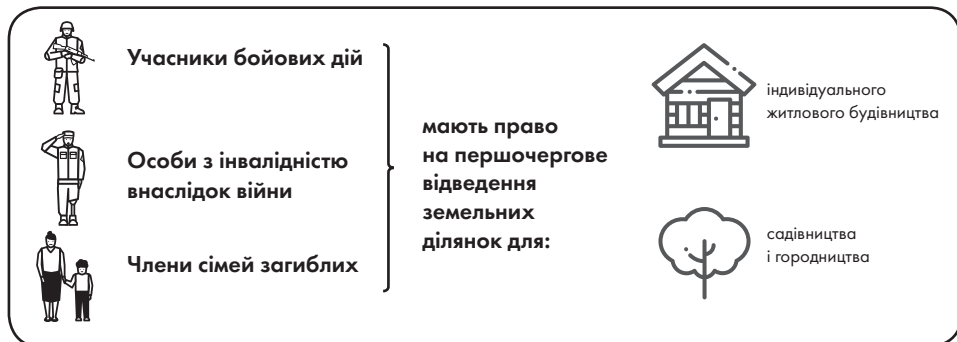 Учасники бойових дій
Особи з інвалідністю
внаслідок війни
Члени сімей загиблих
мають право
на першочергове
відведення
земельних
ділянок для:
індивідуального
житлового будівництва
садівництва
і городництва